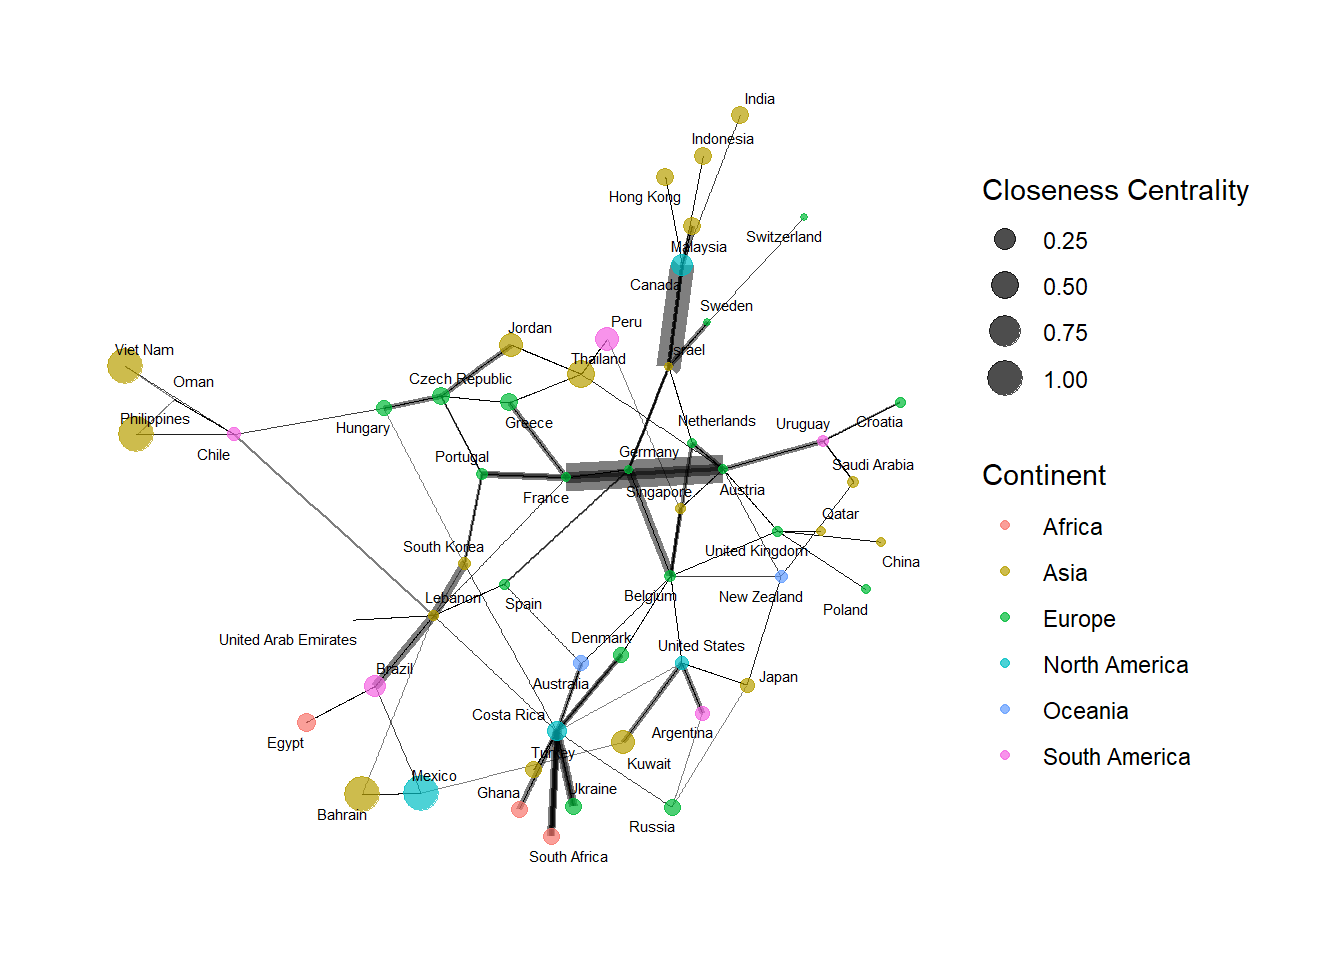 India
Indonesia
Hong Kong
Switzerland
Malaysia
Canada
Sweden
Israel
Jordan
Peru
Thailand
Viet Nam
Oman
Czech Republic
Philippines
Hungary
Greece
Netherlands
Uruguay
Croatia
Chile
Portugal
Germany
Saudi Arabia
France
Singapore
Austria
Qatar
South Korea
United Kingdom
China
Lebanon
Spain
Belgium
New Zealand
Poland
United Arab Emirates
Denmark
United States
Brazil
Australia
Japan
Costa Rica
Argentina
Egypt
Turkey
Kuwait
Mexico
Ghana
Ukraine
Bahrain
Russia
South Africa
Closeness Centrality
0.25
0.50
0.75
1.00
Continent
Africa
Asia
Europe
North America
Oceania
South America